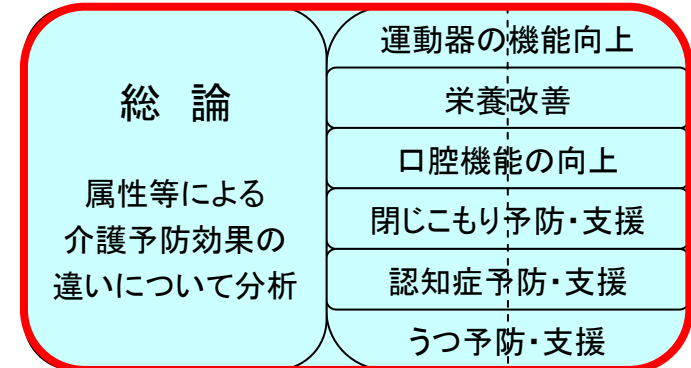 総 論
属性等による
介護予防効果の
違いについて分析
運動器の機能向上
栄養改善
口腔機能の向上
閉じこもり予防・支援
認知症予防・支援
うつ予防・支援